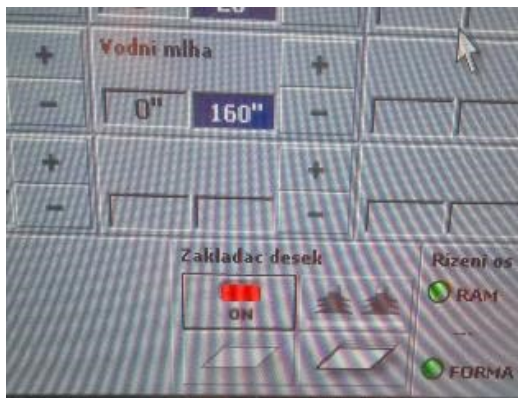 +
+
Vodni mlha
+
-
0"
160"
-
+
+
-
-
Zakladac desek
Rizeni os
ON
RAM
FORMA